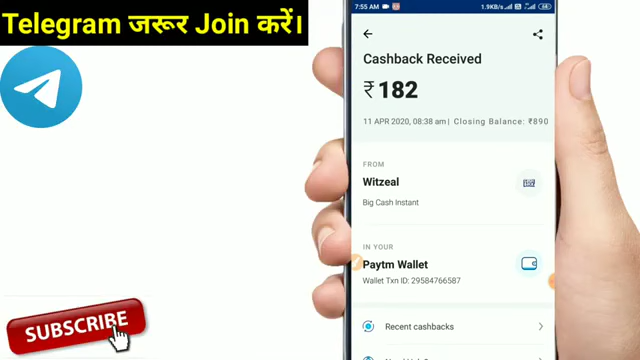 Telegram जरूर Join करें।
7:55 AM
1.9KB/s
Cashback Received
₹182
11 APR 2020, 08:38 am | Closing Balance: ₹890
FROM
Witzeal
Big Cash Instant
IN YOUR
Paytm Wallet
Wallet Txn ID: 29584766587
Recent cashbacks
SUBSCRIBE